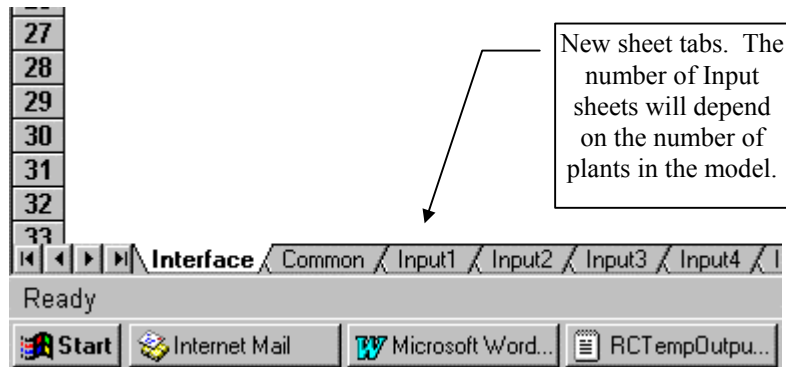 27
28
29
30
31
32
33
New sheet tabs. The
number of Input
sheets will depend
on the number of
plants in the model.
Interface Common Input1 Input2 Input3 Input4
Ready
Start Internet Mail Microsoft Word... RCTempOutpu...